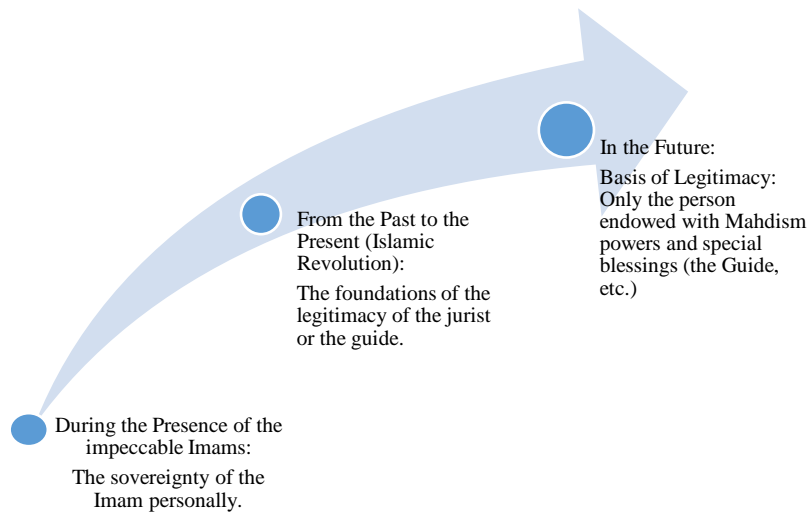 During the Presence of the
impeccable Imams:
The sovereignty of the
Imam personally.
From the Past to the
Present (Islamic
Revolution):
The foundations of the
legitimacy of the jurist
or the guide.
In the Future:
Basis of Legitimacy:
Only the person
endowed with Mahdism
powers and special
blessings (the Guide,
etc.)